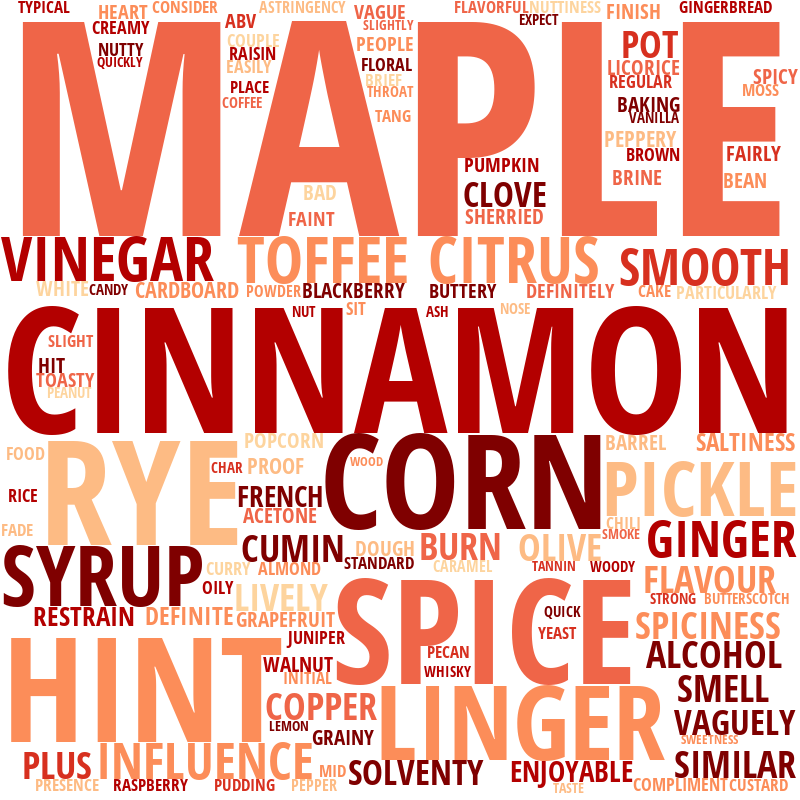 TYPICAL HEART CONSIDER ASTRINGENCY VAGUE FLAVORFUL NUTTINESS FINISH GINGERBREAD
CREAMY ABV SLIGHTLY EXPECT
NUTTY COUPLE PEOPLE POT
QUICKLY RAISIN FLORAL LICORICE
EASILY BRIEF REGULAR SPICY
PLACE THROAT MOSS
COFFEE TANG BAKING
VANILLA
MAPLE
PEPPERY
PUMPKIN BROWN FAIRLY
BAD CLOVE BRINE BEAN
FAINT SHERRIED
VINEGAR TOFFEE CITRUS SMOOTH
WHITE CANDY CARDBOARD POWDER BLACKBERRY BUTTERY DEFINITELY CAKE PARTICULARLY
NUT SIT ASH NOSE
SLIGHT
HIT
CINNAMON
TOASTY
PEANUT
POPCORN BARREL SALTINESS
FOOD RYE CHAR PROOF WOOD CORN
RICE FRENCH PICKLE
ACETONE CHILI
FADE SMOKE
CUMIN DOUGH BURN OLIVE GINGER
SYRUP CURRY ALMOND STANDARD CARAMEL TANNIN WOODY
OILY FLAVOUR
LIVELY QUICK STRONG BUTTERSCOTCH
RESTRAIN DEFINITE GRAPEFRUIT SPICE SPICINESS
JUNIPER YEAST
PECAN ALCOHOL
WALNUT WHISKY
INITIAL SMELL
HINT COPPER LINGER
LEMON VAGUELY
GRAINY SWEETNESS
PLUS INFLUENCE MID SOLVENTY ENJOYABLE SIMILAR
PRESENCE RASPBERRY PUDDING PEPPER TASTE COMPLIMENT CUSTARD